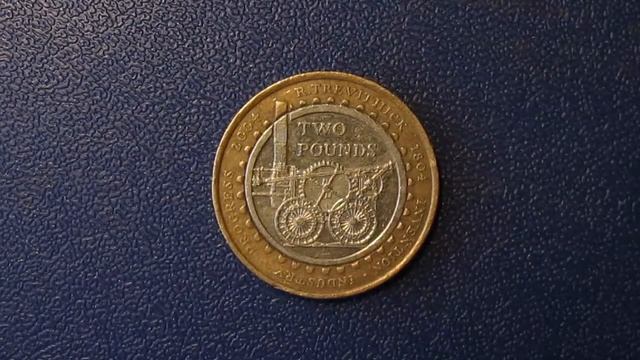 R.TREVITHICK 1804 INVENTION INDUSTRY PROGRESS 2004
TWO
POUNDS